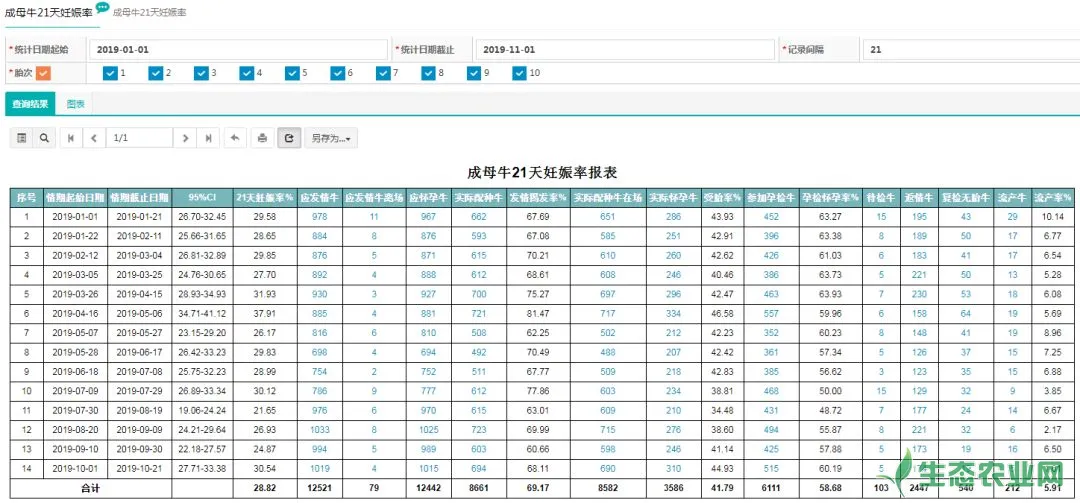 成母牛21天妊娠率 成母牛21天妊娠率
*统计日期起始 2019-01-01 *统计日期截止 2019-11-01 *记录间隔 21
*胎次 1 2 3 4 5 6 7 8 9 10
查询结果 图表
1/1 另存为...
成母牛21天妊娠率报表
序号 情期起始日期 情期截止日期 95%CI 21天妊娠率% 应发情牛 应发情牛离场 应怀孕牛 实际配种牛 发情揭发率% 实际配种牛在场 实际怀孕牛 受胎率% 参加孕检牛 孕检怀孕率% 待检牛 返情牛 复检无胎牛 流产牛 流产率%
1 2019-01-01 2019-01-21 26.70-32.45 29.58 978 11 967 662 67.69 651 286 43.93 452 63.27 15 195 43 29 10.14
2 2019-01-22 2019-02-11 25.66-31.65 28.65 884 8 876 593 67.08 585 251 42.91 396 63.38 8 189 50 17 6.77
3 2019-02-12 2019-03-04 26.81-32.89 29.85 876 5 871 615 70.21 610 260 42.62 426 61.03 6 183 41 17 6.54
4 2019-03-05 2019-03-25 24.76-30.65 27.70 892 4 888 612 68.61 608 246 40.46 386 63.73 5 221 50 13 5.28
5 2019-03-26 2019-04-15 28.93-34.93 31.93 930 3 927 700 75.27 697 296 42.47 463 63.93 7 230 53 18 6.08
6 2019-04-16 2019-05-06 34.71-41.12 37.91 885 4 881 721 81.47 717 334 46.58 557 59.96 6 158 64 19 5.69
7 2019-05-07 2019-05-27 23.15-29.20 26.17 816 6 810 508 62.25 502 212 42.23 352 60.23 8 148 41 19 8.96
8 2019-05-28 2019-06-17 26.42-33.23 29.83 698 4 694 492 70.49 488 207 42.42 361 57.34 5 126 37 15 7.25
9 2019-06-18 2019-07-08 25.75-32.23 28.99 754 2 752 511 67.77 509 218 42.83 385 56.62 3 123 35 15 6.88
10 2019-07-09 2019-07-29 26.89-33.34 30.12 786 9 777 612 77.86 603 234 38.81 468 50.00 15 129 32 9 3.85
11 2019-07-30 2019-08-19 19.06-24.24 21.65 976 6 970 615 63.01 609 210 34.48 431 48.72 7 177 24 14 6.67
12 2019-08-20 2019-09-09 24.21-29.64 26.93 1033 8 1025 723 69.99 715 276 38.60 494 55.87 8 221 32 6 2.17
13 2019-09-10 2019-09-30 22.18-27.57 24.87 994 5 989 603 60.66 598 246 41.14 425 57.88 5 173 19 16 6.50
14 2019-10-01 2019-10-21 27.71-33.38 30.54 1019 4 1015 694 68.11 690 310 44.93 515 60.19 5
合计 28.82 12521 79 12442 8661 69.17 8582 3586 41.79 6111 58.68 103 2447 540 212 5.91
生态农业网